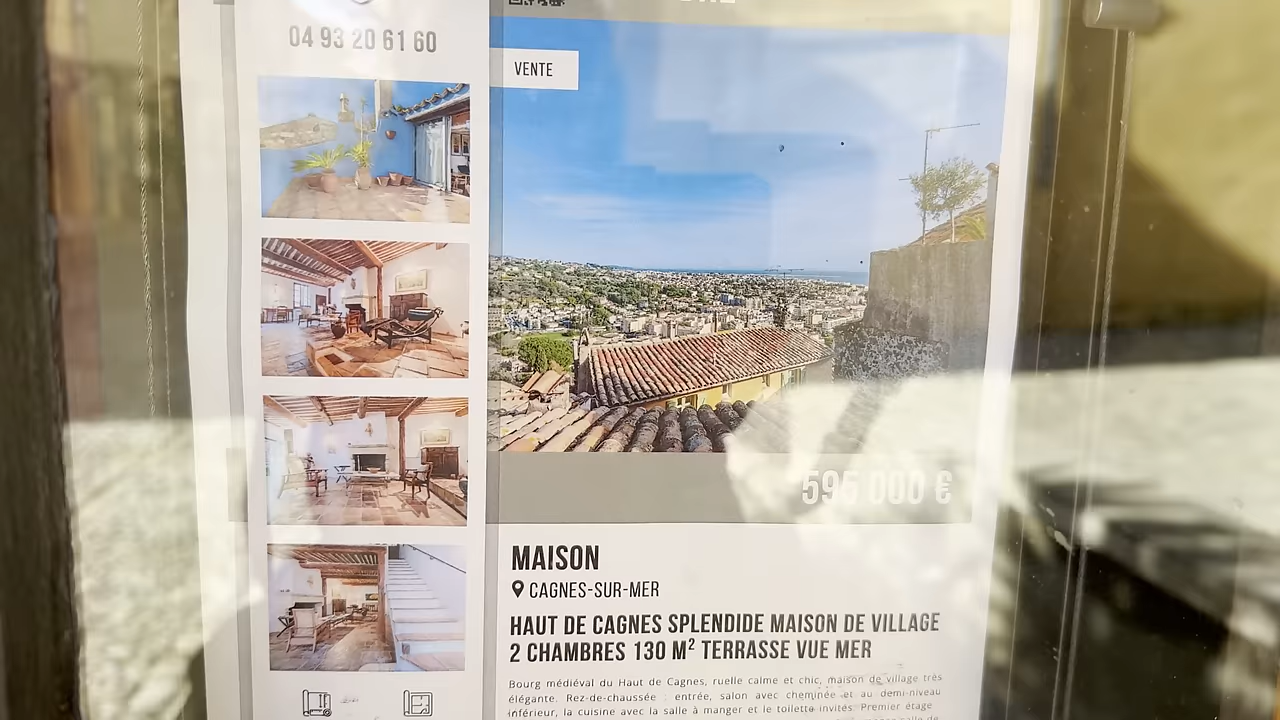 04 93 20 61 60
VENTE
595 000 €
MAISON
CAGNES-SUR-MER
HAUT DE CAGNES SPLENDIDE MAISON DE VILLAGE
2 CHAMBRES 130 M² TERRASSE VUE MER
Bourg médiéval du Haut de Cagnes, ruelle calme et chic, maison de village très
élégante. Rez-de-chaussée : entrée, salon avec cheminée et au demi-niveau
inférieur, la cuisine avec la salle à manger et le toilette invités. Premier étage